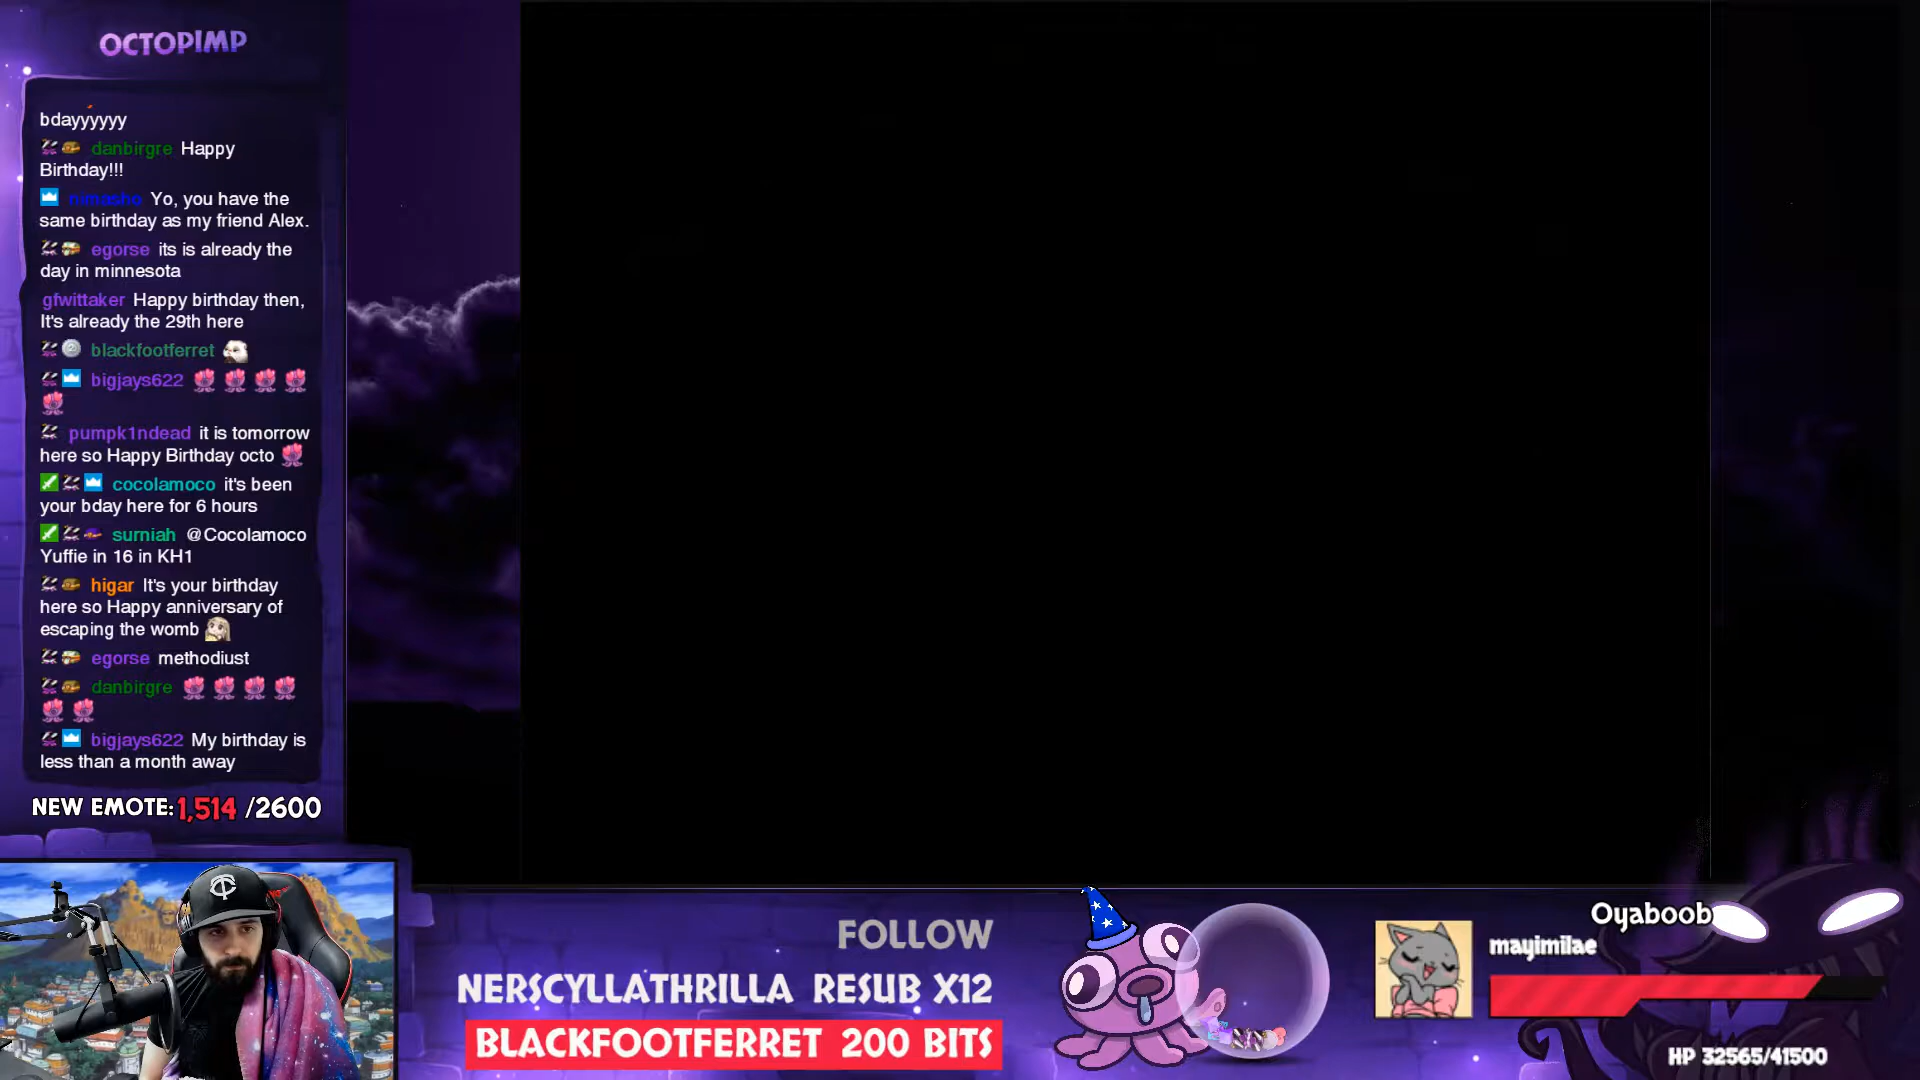 OCTOPIMP
bdayyyyyy
danbirgre Happy
Birthday!!!
nimasho Yo, you have the
same birthday as my friend Alex.
egorse its is already the
day in minnesota
gfwittaker Happy birthday then,
It's already the 29th here
blackfootferret
bigjays622
pumpk1ndead it is tomorrow
here so Happy Birthday octo
cocolamoco it's been
your bday here for 6 hours
surniah @Cocolamoco
Yuffie in 16 in KH1
higar It's your birthday
here so Happy anniversary of
escaping the womb
egorse methodiust
danbirgre
bigjays622 My birthday is
less than a month away
NEW EMOTE: 1,514 /2600
TC
FOLLOW
NERSCYLLATHRILLA RESUB X12
BLACKFOOTFERRET 200 BITS
Oyaboob
mayimilae
HP 32565/41500